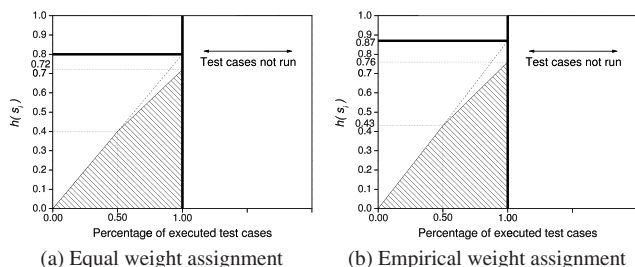 1.0
0.9
0.8
0.72
0.7
0.6
0.5
0.4
0.3
0.2
0.1
0.0
h( s_i )
Test cases not run
0.00 0.50 1.00
Percentage of executed test cases
(a) Equal weight assignment
1.0
0.9
0.87
0.8
0.76
0.7
0.6
0.5
0.43
0.4
0.3
0.2
0.1
0.0
h( s_i )
Test cases not run
0.00 0.50 1.00
Percentage of executed test cases
(b) Empirical weight assignment